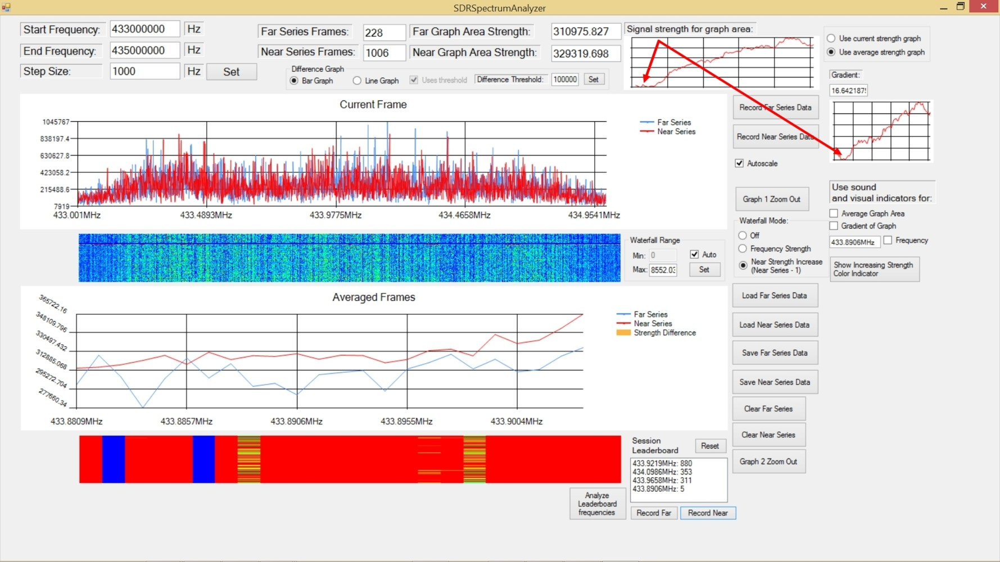 SDRSpectrumAnalyzer
Start Frequency: 433000000 Hz
End Frequency: 435000000 Hz
Step Size: 1000 Hz Set
Far Series Frames: 228 Far Graph Area Strength: 310975.827
Near Series Frames: 1006 Near Graph Area Strength: 329319.698
Difference Graph
Bar Graph Line Graph Uses threshold Difference Threshold: 100000 Set
Signal strength for graph area:
Use current strength graph
Use average strength graph
Gradient:
16.642187
Current Frame
1045767
838197.4
630627.8
423058.2
215488.6
7919
433.001MHz 433.4893MHz 433.9775MHz 434.4658MHz 434.9541MHz
Far Series
Near Series
Record Far Series Data
Record Near Series Data
Autoscale
Graph 1 Zoom Out
Use sound
and visual indicators for:
Average Graph Area
Gradient of Graph
433.8906MHz Frequency
Show Increasing Strength
Color Indicator
Waterfall Mode:
Off
Frequency Strength
Near Strength Increase
(Near Series - 1)
Waterfall Range
Min: 0 Auto
Max: 8552.03 Set
Averaged Frames
365722.16
348109.796
330497.432
312885.068
295272.704
277660.34
433.8809MHz 433.8857MHz 433.8906MHz 433.8955MHz 433.9004MHz
Far Series
Near Series
Strength Difference
Load Far Series Data
Load Near Series Data
Save Far Series Data
Save Near Series Data
Clear Far Series
Clear Near Series
Graph 2 Zoom Out
Session
Leaderboard
Reset
433.9219MHz: 880
434.0986MHz: 353
433.9658MHz: 311
433.8906MHz: 5
Analyze
Leaderboard
frequencies
Record Far Record Near